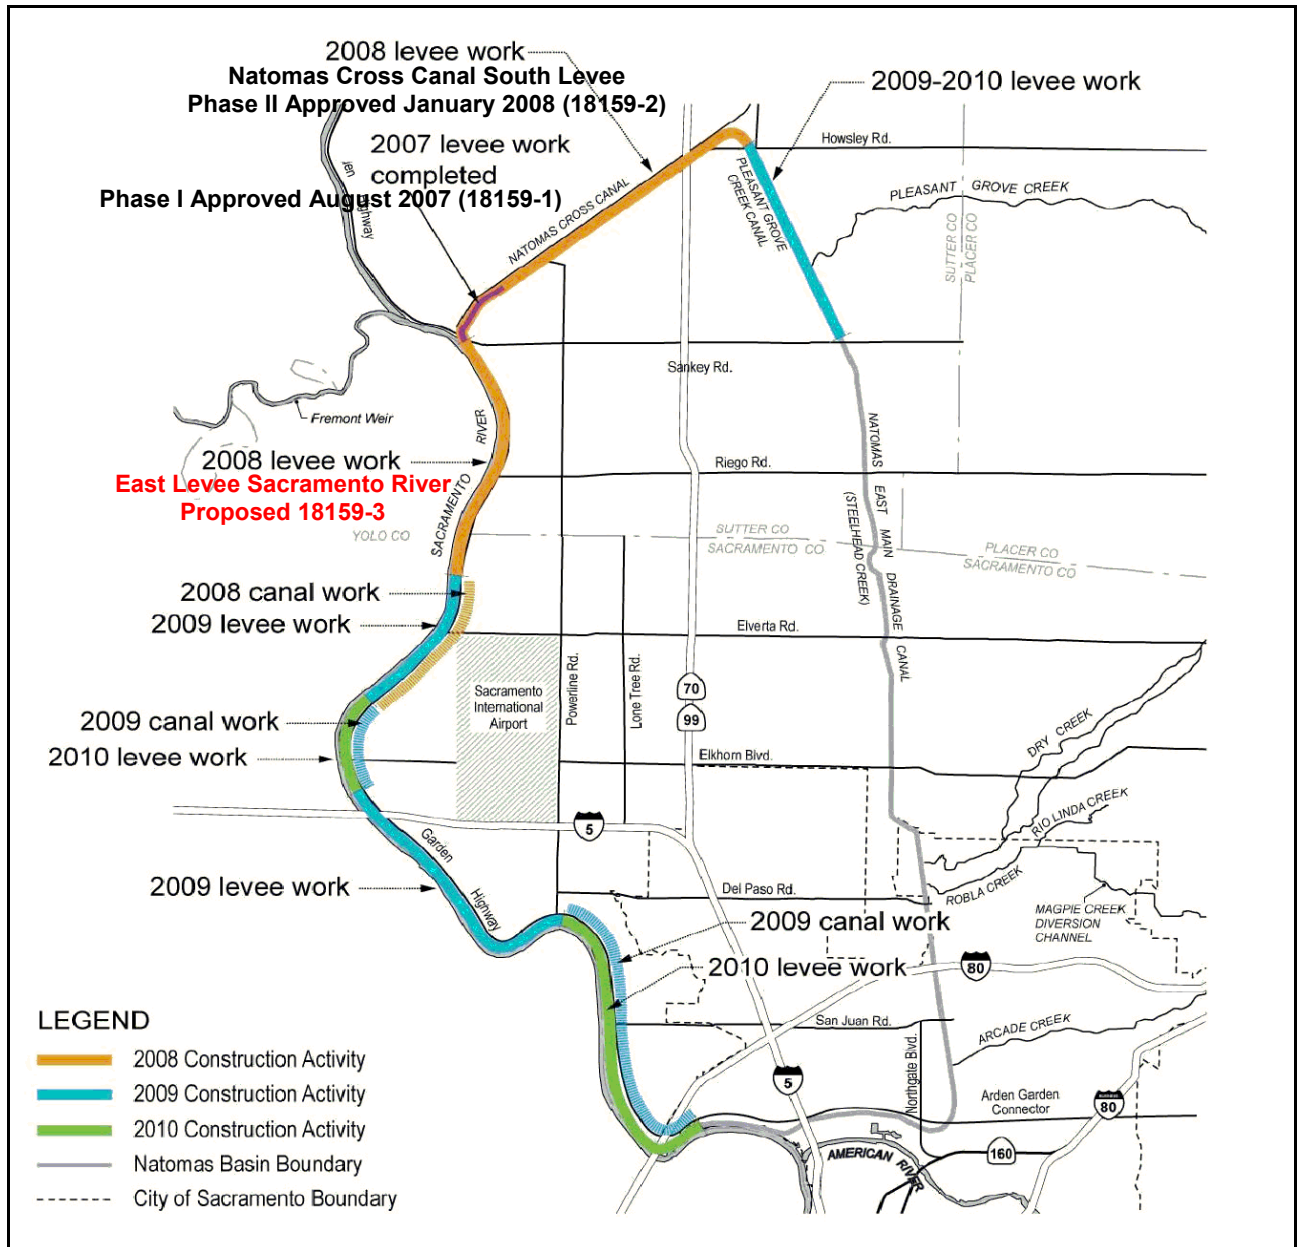 2008 levee work
Natomas Cross Canal South Levee
Phase II Approved January 2008 (18159-2)
2009-2010 levee work
2007 levee work
completed
Phase I Approved August 2007 (18159-1)
Highway
Howsley Rd.
NATOMAS CROSS CANAL
PLEASANT GROVE
CREEK CANAL
PLEASANT GROVE CREEK
SUTTER CO
PLACER CO
Sankey Rd.
Fremont Weir
SACRAMENTO RIVER
2008 levee work
East Levee Sacramento River
Proposed 18159-3
Riego Rd.
NATOMAS EAST MAIN DRAINAGE CANAL
(STEELHEAD CREEK)
YOLO CO
SUTTER CO
SACRAMENTO CO
PLACER CO
SACRAMENTO CO
2008 canal work
2009 levee work
Elverta Rd.
Sacramento
International
Airport
Powerline Rd.
Lone Tree Rd.
70
99
2009 canal work
2010 levee work
Elkhorn Blvd.
DRY CREEK
RIO LINDA CREEK
5
Garden Highway
2009 levee work
Del Paso Rd.
ROBLA CREEK
MAGPIE CREEK
DIVERSION
CHANNEL
2009 canal work
2010 levee work
80
San Juan Rd.
Northgate Blvd.
ARCADE CREEK
5
Arden Garden
Connector
80
160
AMERICAN RIVER
LEGEND
2008 Construction Activity
2009 Construction Activity
2010 Construction Activity
Natomas Basin Boundary
City of Sacramento Boundary